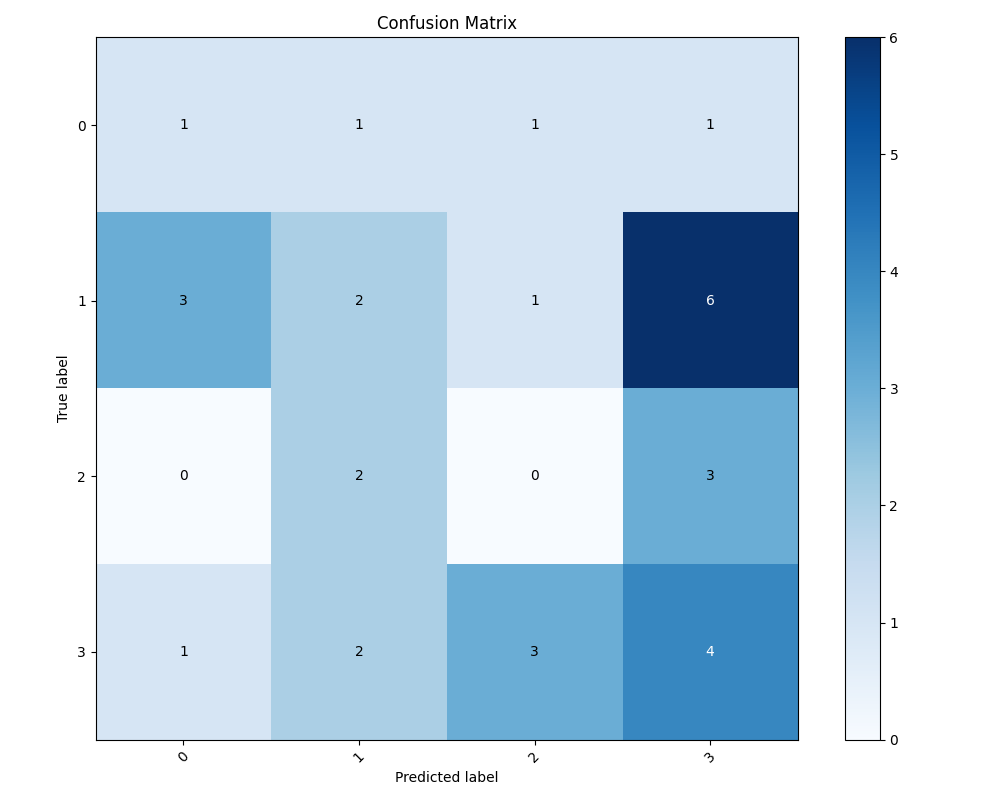 Confusion Matrix
0 1 1 1 1
1 3 2 1 6
2 0 2 0 3
3 1 2 3 4
0 1 2 3
Predicted label
True label
6
5
4
3
2
1
0